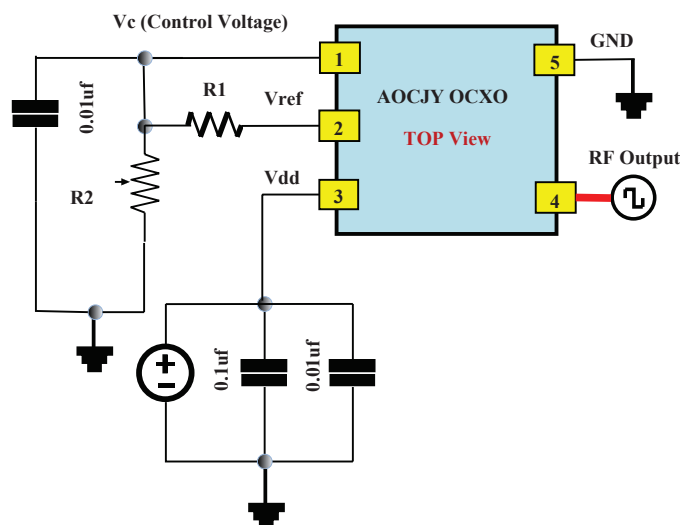 Vc (Control Voltage)
1
GND
5
0.01uf
R1
Vref
2
AOCJY OCXO
TOP View
RF Output
Vdd
3
4
R2
+
−
0.1uf
0.01uf